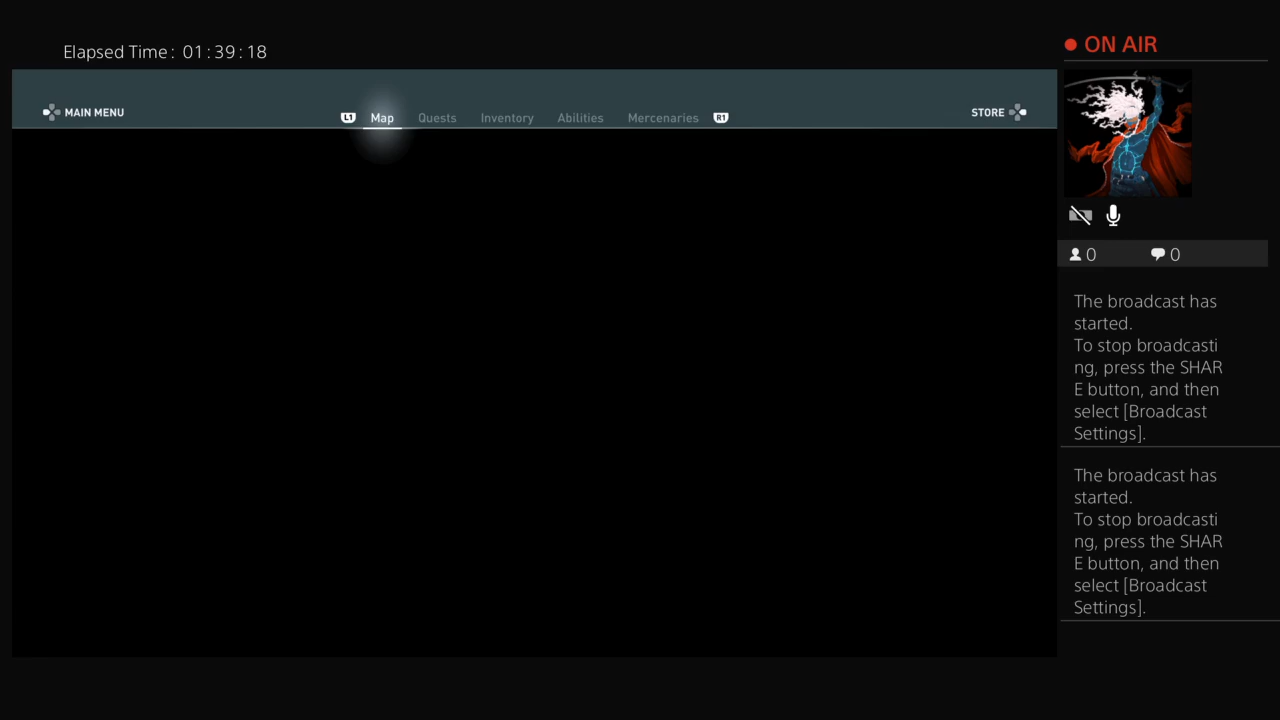 Elapsed Time: 01:39:18
ON AIR
MAIN MENU
L1 Map Quests Inventory Abilities Mercenaries R1
STORE
0 0
The broadcast has
started.
To stop broadcasti
ng, press the SHAR
E button, and then
select [Broadcast
Settings].
The broadcast has
started.
To stop broadcasti
ng, press the SHAR
E button, and then
select [Broadcast
Settings].